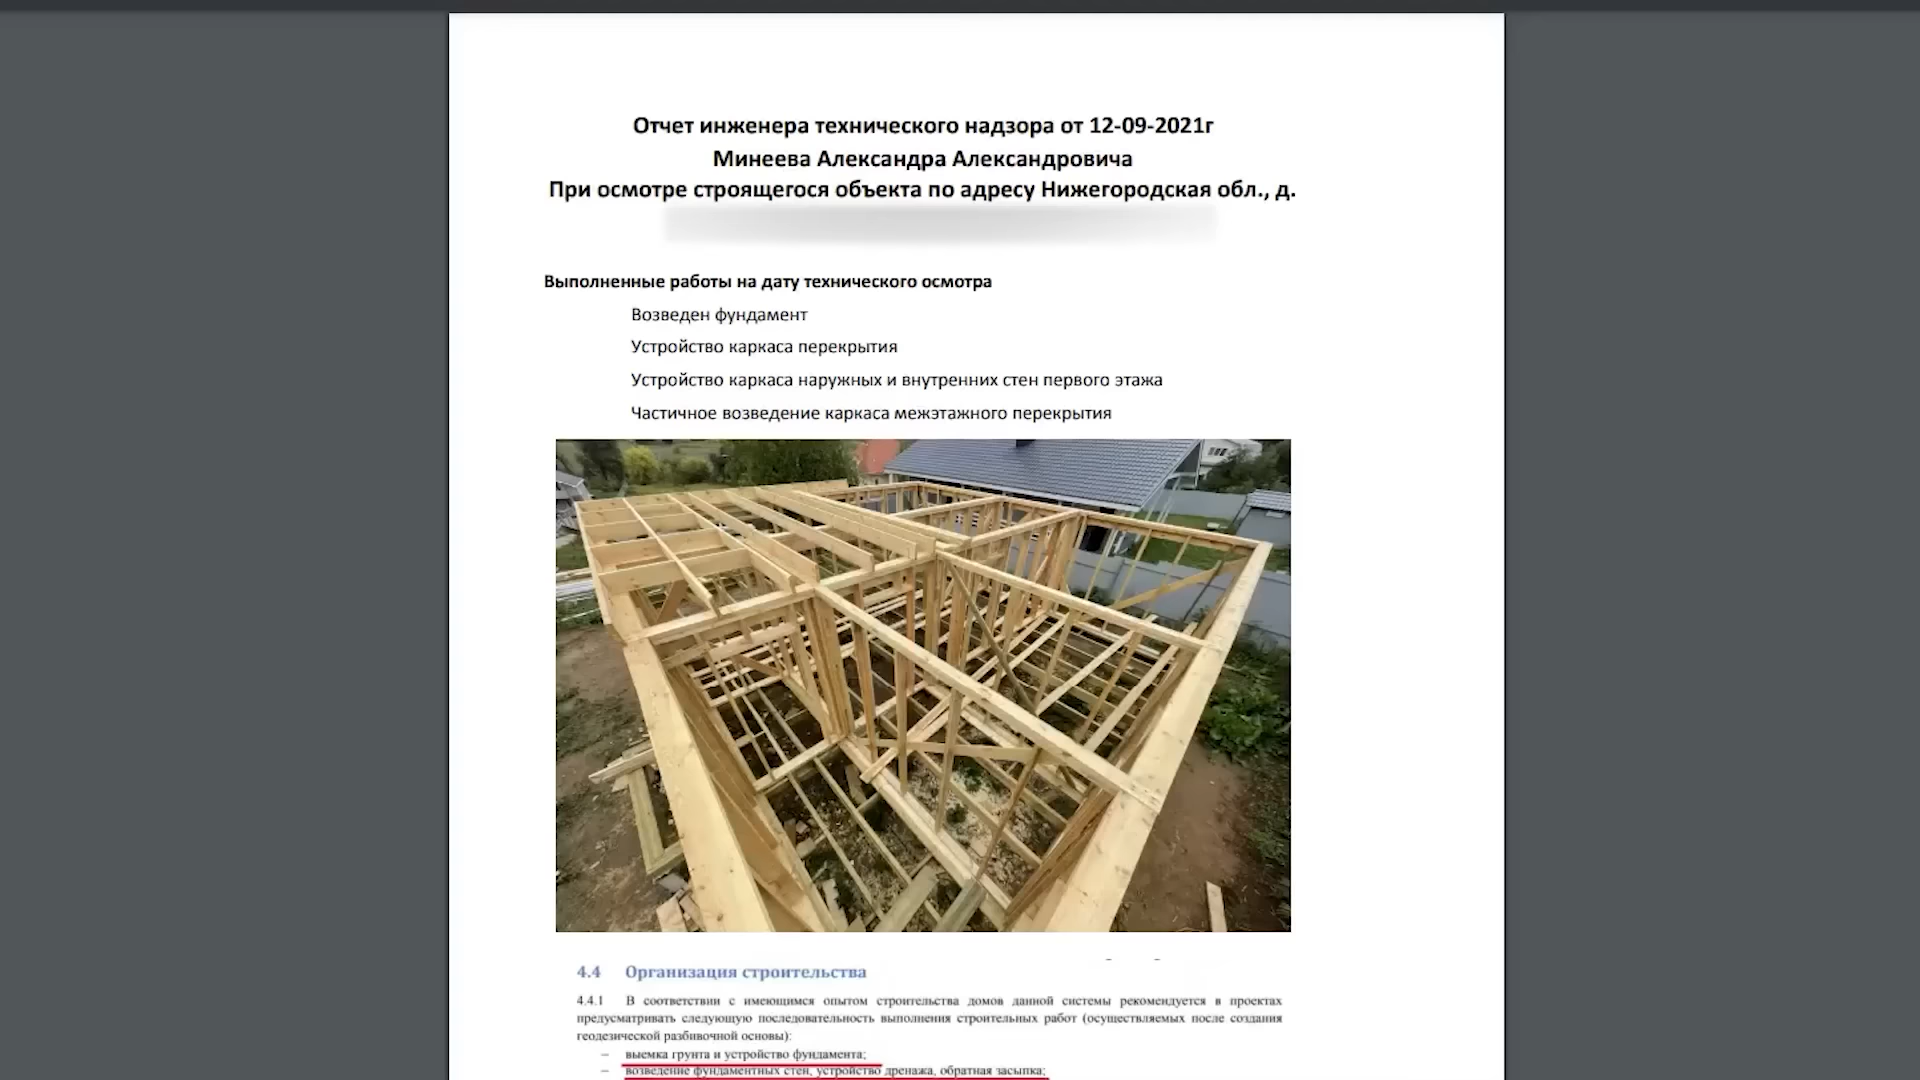 Отчет инженера технического надзора от 12-09-2021г
Минеева Александра Александровича
При осмотре строящегося объекта по адресу Нижегородская обл., д.
Выполненные работы на дату технического осмотра
Возведен фундамент
Устройство каркаса перекрытия
Устройство каркаса наружных и внутренних стен первого этажа
Частичное возведение каркаса межэтажного перекрытия
4.4 Организация строительства
4.4.1 В соответствии с имеющимся опытом строительства домов данной системы рекомендуется в проектах
предусматривать следующую последовательность выполнения строительных работ (осуществляемых после создания
геодезической разбивочной основы):
– выемка грунта и устройство фундамента;
– возведение фундаментных стен, устройство дренажа, обратная засыпка;